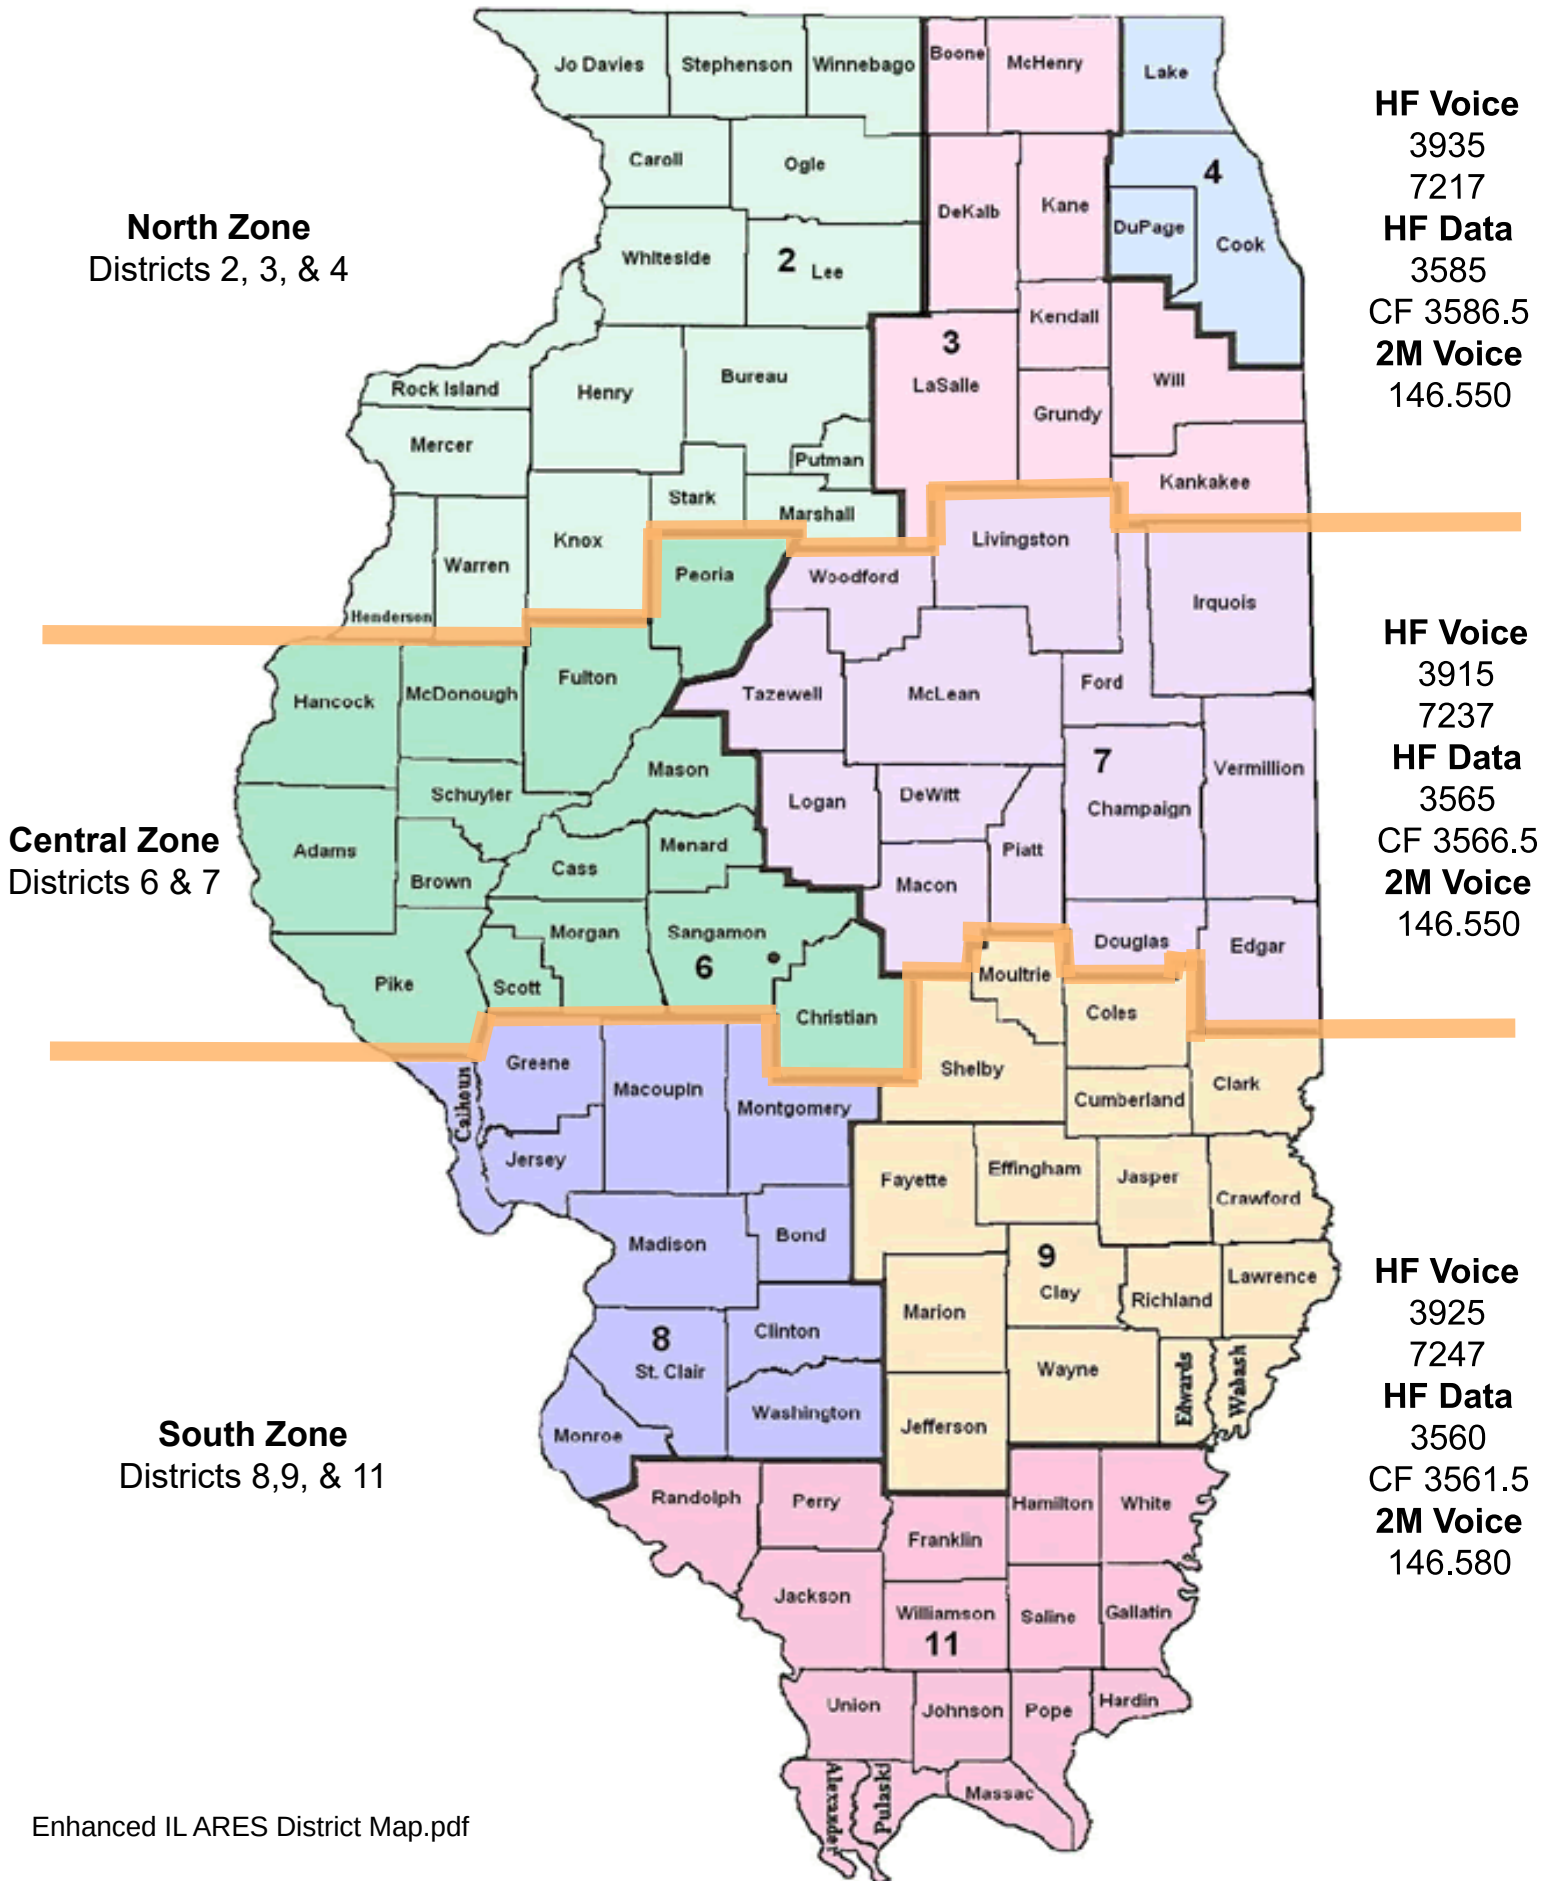 Jo Davies
Stephenson
Winnebago
Boone
McHenry
Lake
Caroll
Ogle
DeKalb
Kane
4
DuPage
Cook
HF Voice
3935
7217
HF Data
3585
CF 3586.5
2M Voice
146.550
North Zone
Districts 2, 3, & 4
Whiteside
2 Lee
Kendall
3
LaSalle
Will
Grundy
Rock Island
Henry
Bureau
Mercer
Putman
Kankakee
Stark
Marshall
Knox
Warren
Henderson
Livingston
Peoria
Woodford
Irquois
Hancock
McDonough
Fulton
Tazewell
McLean
Ford
HF Voice
3915
7237
HF Data
3565
CF 3566.5
2M Voice
146.550
Central Zone
Districts 6 & 7
Mason
Schuyler
Logan
DeWitt
7
Champaign
Vermillion
Adams
Brown
Cass
Menard
Macon
Piatt
Morgan
Sangamon
6
Douglas
Edgar
Pike
Scott
Christian
Moultrie
Coles
Shelby
Cumberland
Clark
Calhoun
Greene
Macoupin
Montgomery
Jersey
Fayette
Effingham
Jasper
Crawford
Madison
Bond
9
Clay
Richland
Lawrence
Marion
8
St. Clair
Clinton
Wayne
Edwards
Wabash
Washington
Monroe
Jefferson
HF Voice
3925
7247
HF Data
3560
CF 3561.5
2M Voice
146.580
South Zone
Districts 8,9, & 11
Randolph
Perry
Hamilton
White
Franklin
Jackson
Williamson
11
Saline
Gallatin
Union
Johnson
Pope
Hardin
Alexander
Pulaski
Massac
Enhanced IL ARES District Map.pdf